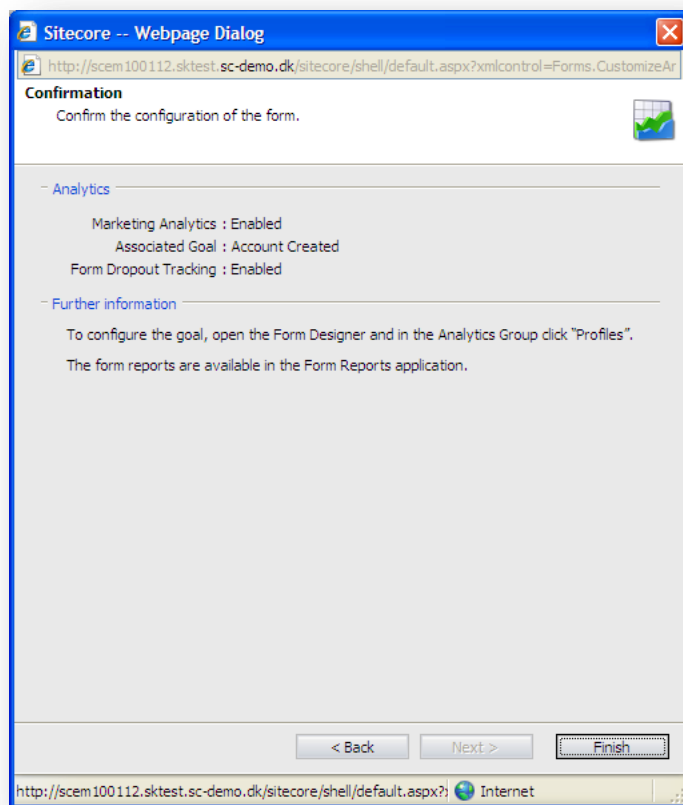 Sitecore -- Webpage Dialog
http://scem100112.sktest.sc-demo.dk/sitecore/shell/default.aspx?xmlcontrol=Forms.CustomizeAr
Confirmation
Confirm the configuration of the form.
Analytics
Marketing Analytics : Enabled
Associated Goal : Account Created
Form Dropout Tracking : Enabled
Further information
To configure the goal, open the Form Designer and in the Analytics Group click "Profiles".
The form reports are available in the Form Reports application.
< Back Next > Finish
http://scem100112.sktest.sc-demo.dk/sitecore/shell/default.aspx? Internet